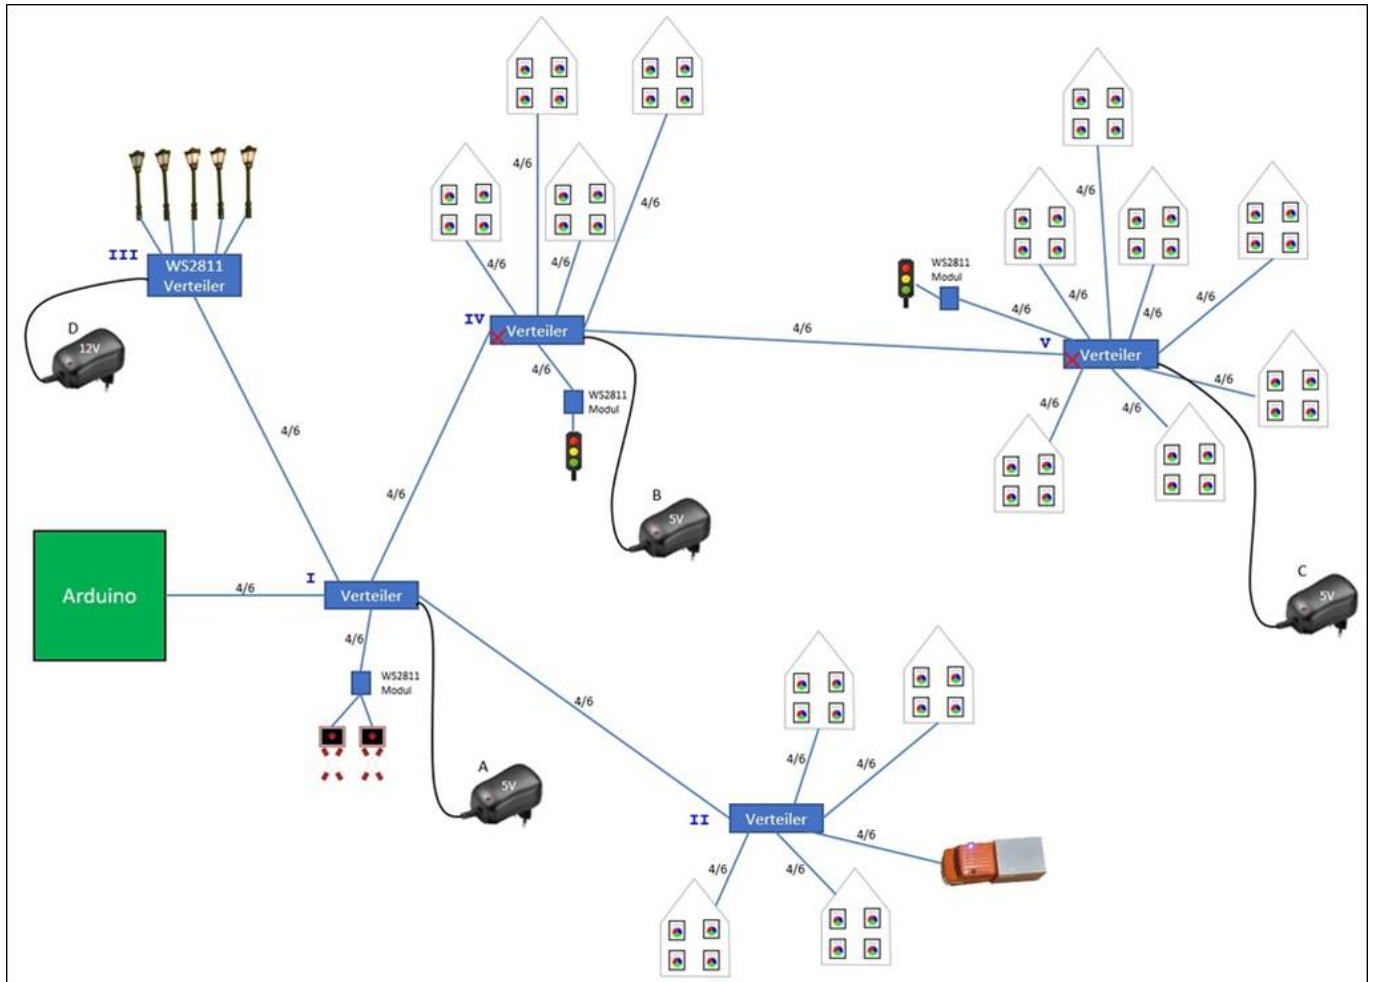 4/6
4/6
4/6
4/6
4/6
WS2811
Modul
4/6
4/6
4/6
4/6
III
WS2811
Verteiler
D
12V
IV
Verteiler
4/6
4/6
WS2811
Modul
V
Verteiler
4/6
4/6
4/6
4/6
4/6
4/6
B
5V
C
5V
Arduino
4/6
I
Verteiler
4/6
WS2811
Modul
4/6
A
5V
4/6
4/6
II
Verteiler
4/6
4/6
4/6